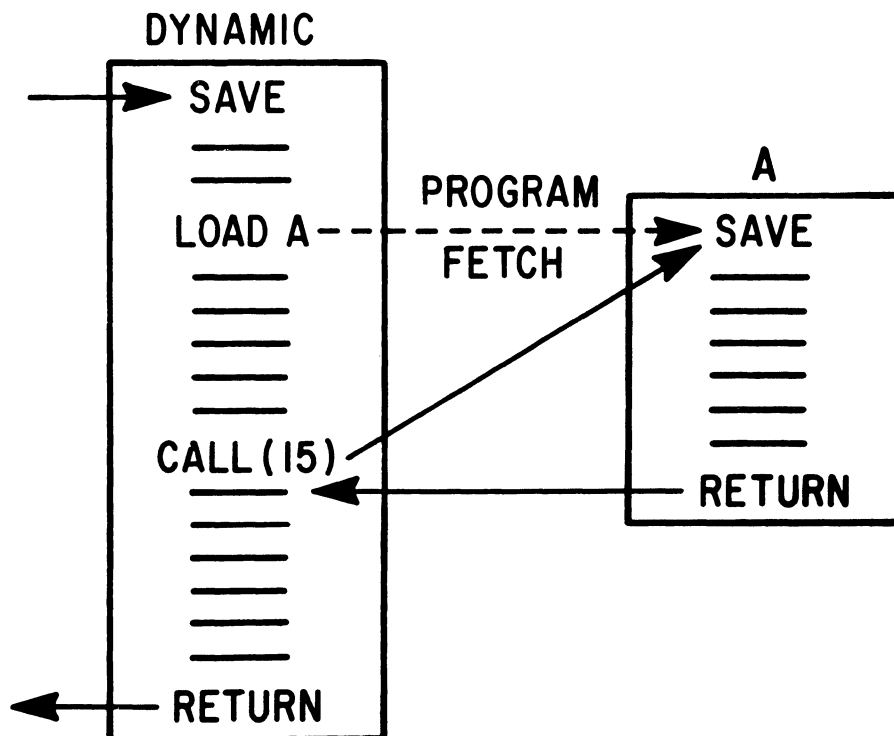 DYNAMIC
SAVE
LOAD A
CALL (15)
RETURN
PROGRAM
FETCH
A
SAVE
RETURN